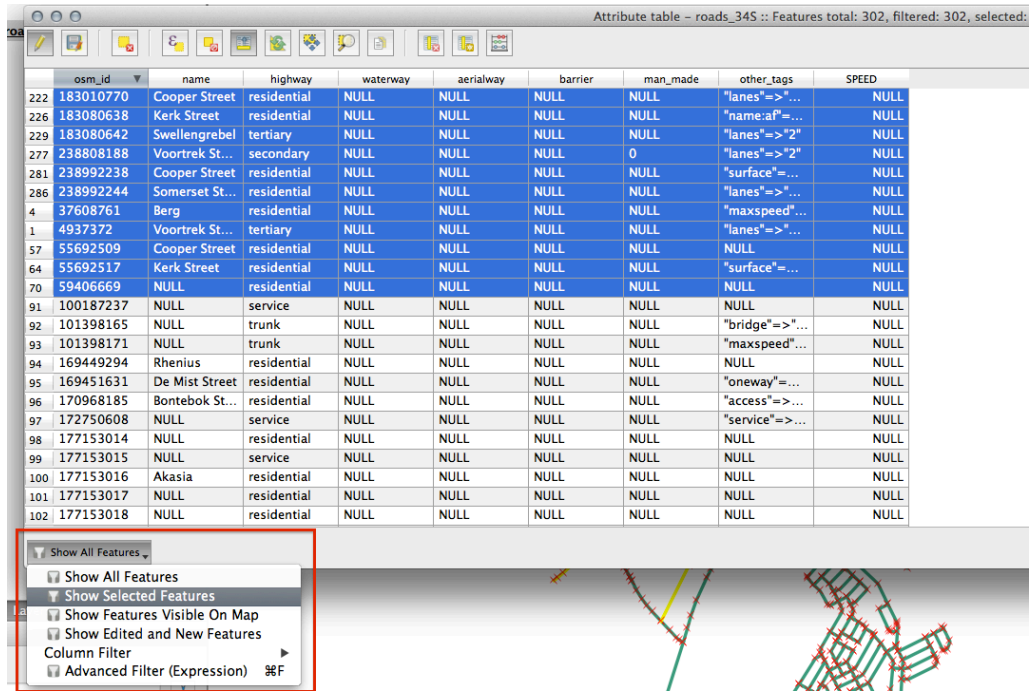 Attribute table – roads_34S :: Features total: 302, filtered: 302, selected:
roa
osm_id name highway waterway aerialway barrier man_made other_tags SPEED
222 183010770 Cooper Street residential NULL NULL NULL NULL "lanes"=>"... NULL
226 183080638 Kerk Street residential NULL NULL NULL NULL "name:af"=... NULL
229 183080642 Swellengrebel tertiary NULL NULL NULL NULL "lanes"=>"2" NULL
277 238808188 Voortrek St... secondary NULL NULL NULL 0 "lanes"=>"2" NULL
281 238992238 Cooper Street residential NULL NULL NULL NULL "surface"=... NULL
286 238992244 Somerset St... residential NULL NULL NULL NULL "lanes"=>"... NULL
4 37608761 Berg residential NULL NULL NULL NULL "maxspeed"... NULL
1 4937372 Voortrek St... tertiary NULL NULL NULL NULL "lanes"=>"... NULL
57 55692509 Cooper Street residential NULL NULL NULL NULL NULL NULL
64 55692517 Kerk Street residential NULL NULL NULL NULL "surface"=... NULL
70 59406669 NULL residential NULL NULL NULL NULL NULL NULL
91 100187237 NULL service NULL NULL NULL NULL NULL NULL
92 101398165 NULL trunk NULL NULL NULL NULL "bridge"=>"... NULL
93 101398171 NULL trunk NULL NULL NULL NULL "maxspeed"... NULL
94 169449294 Rhenius residential NULL NULL NULL NULL NULL NULL
95 169451631 De Mist Street residential NULL NULL NULL NULL "oneway"=... NULL
96 170968185 Bontebok St... residential NULL NULL NULL NULL "access"=>... NULL
97 172750608 NULL service NULL NULL NULL NULL "service"=>... NULL
98 177153014 NULL residential NULL NULL NULL NULL NULL NULL
99 177153015 NULL service NULL NULL NULL NULL NULL NULL
100 177153016 Akasia residential NULL NULL NULL NULL NULL NULL
101 177153017 NULL residential NULL NULL NULL NULL NULL NULL
102 177153018 NULL residential NULL NULL NULL NULL NULL NULL
Show All Features
Show All Features
Show Selected Features
Show Features Visible On Map
Show Edited and New Features
Column Filter
Advanced Filter (Expression) ⌘F